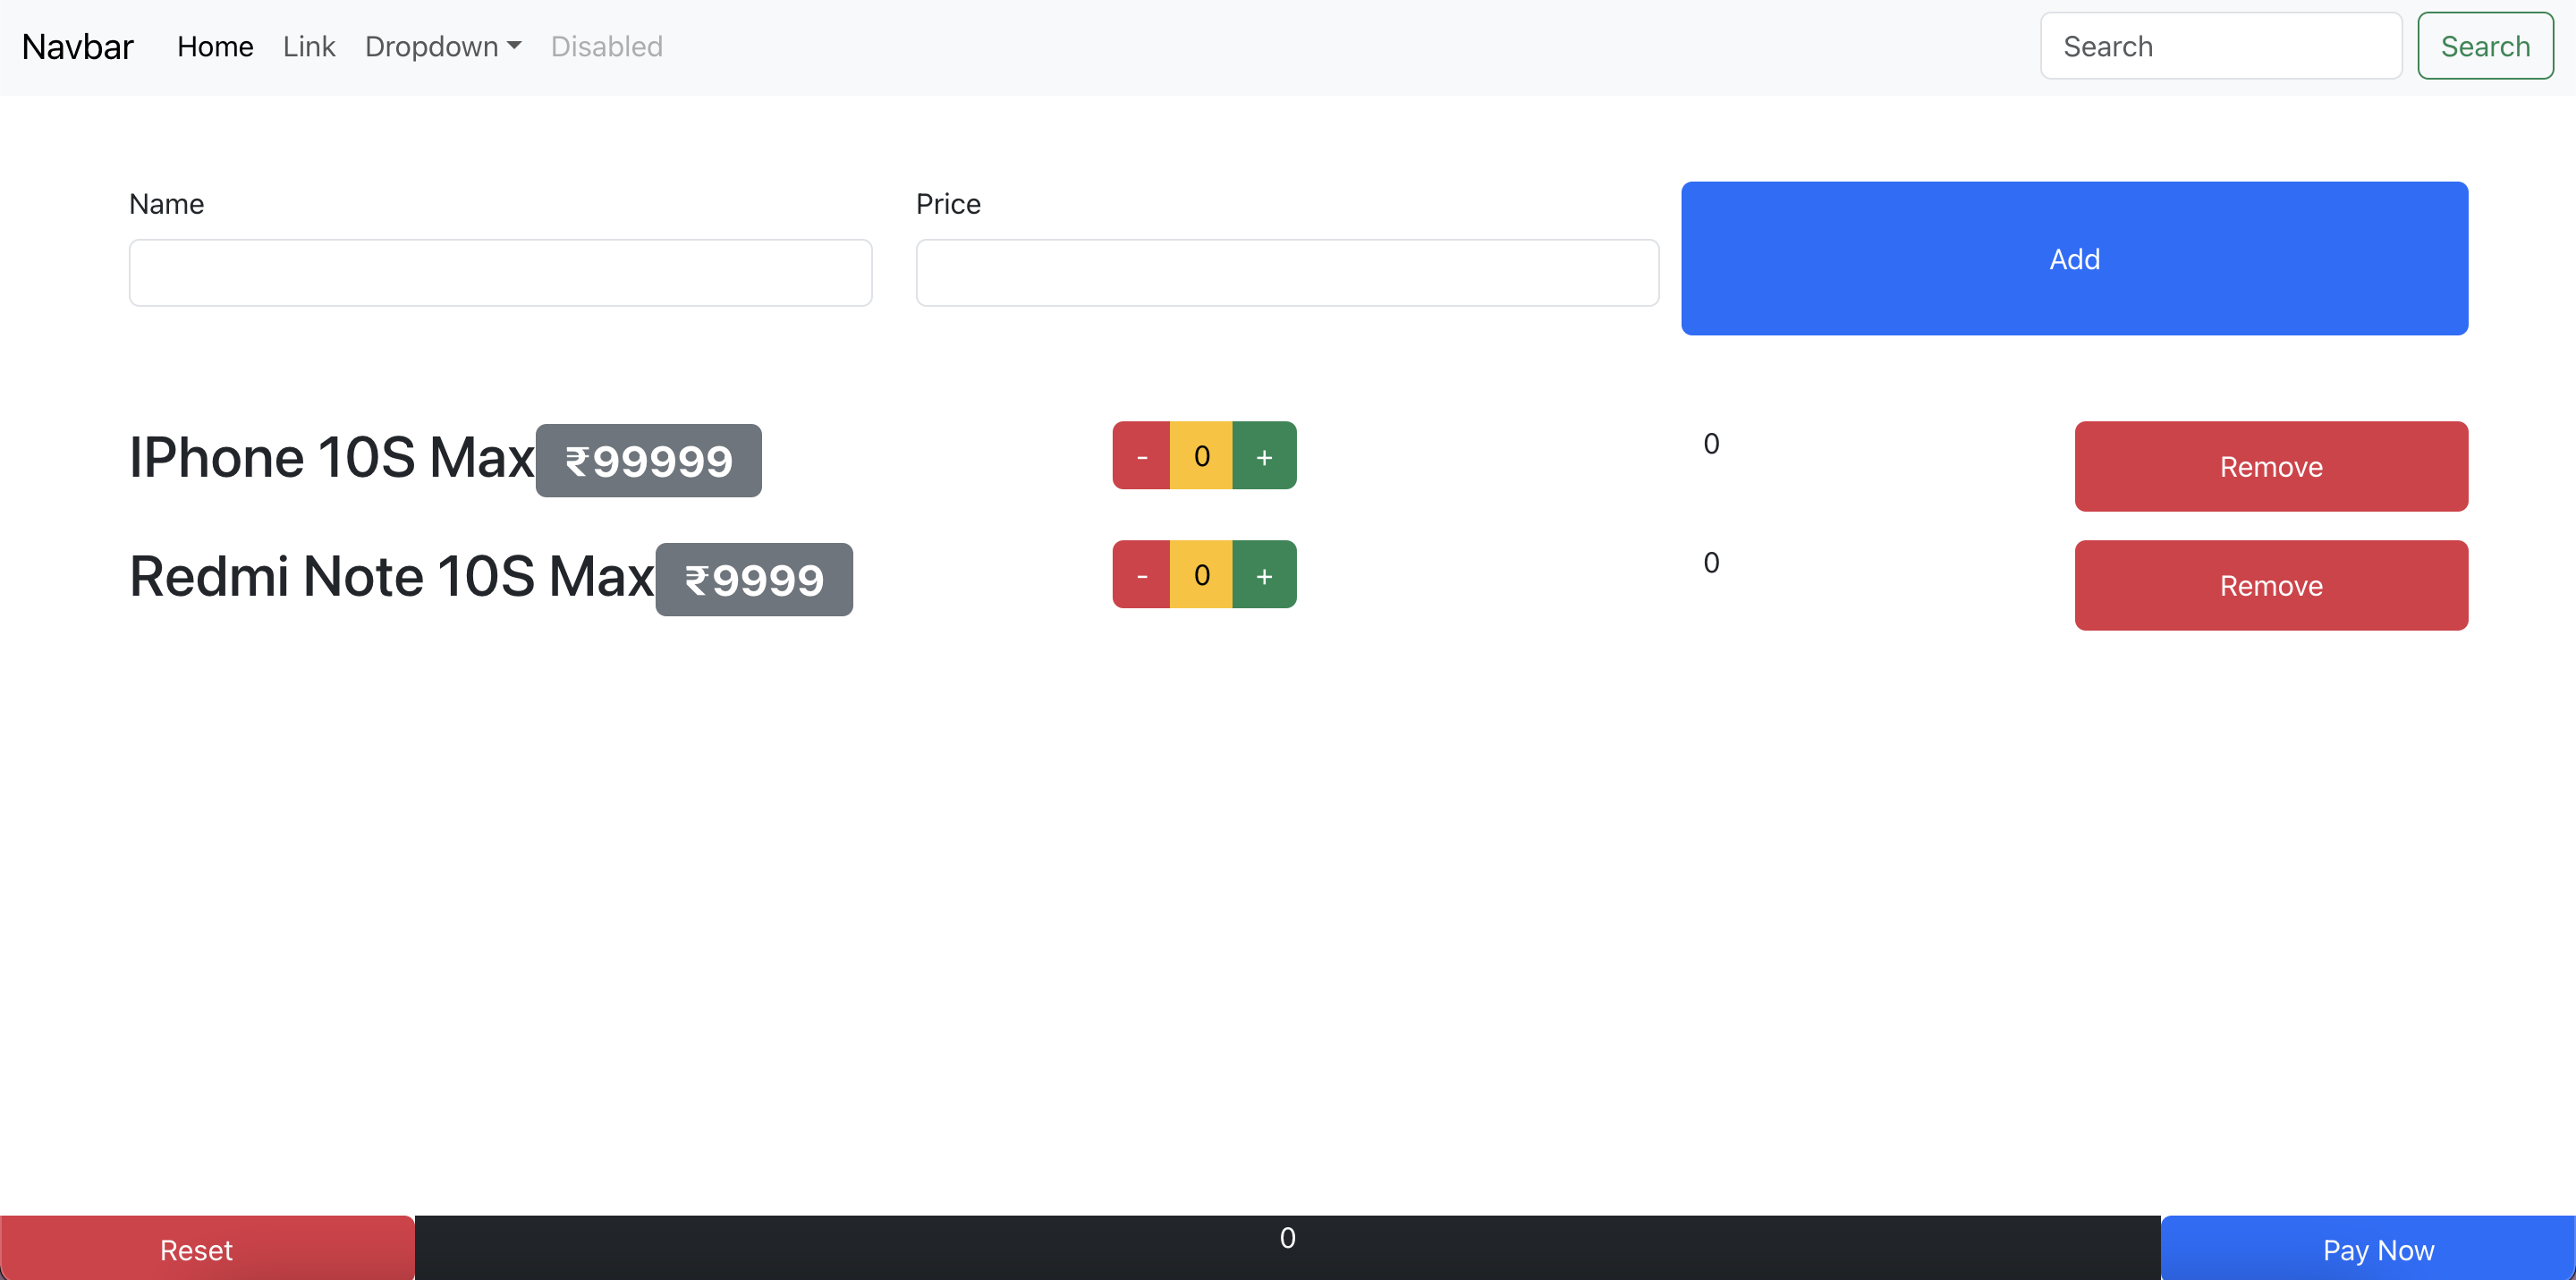 Navbar Home Link Dropdown Disabled Search Search
Name Price Add
IPhone 10S Max ₹99999 - 0 + 0 Remove
Redmi Note 10S Max ₹9999 - 0 + 0 Remove
Reset 0 Pay Now